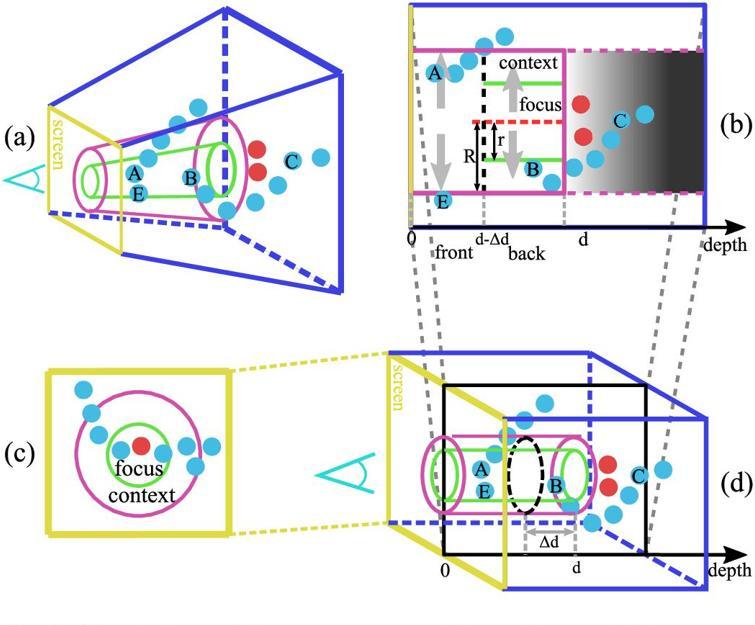 (a)
screen
A
E
B
C
(b)
context
focus
A
C
R
r
B
E
0
d-Δd
d
depth
front
back
(c)
focus
context
(d)
screen
A
E
B
C
Δd
0
d
depth